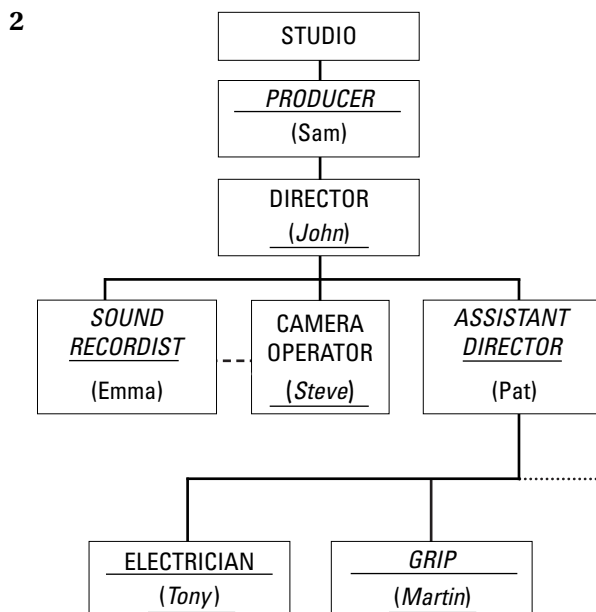 2
STUDIO
PRODUCER
(Sam)
DIRECTOR
(John)
SOUND
RECORDIST
(Emma)
CAMERA
OPERATOR
(Steve)
ASSISTANT
DIRECTOR
(Pat)
ELECTRICIAN
(Tony)
GRIP
(Martin)